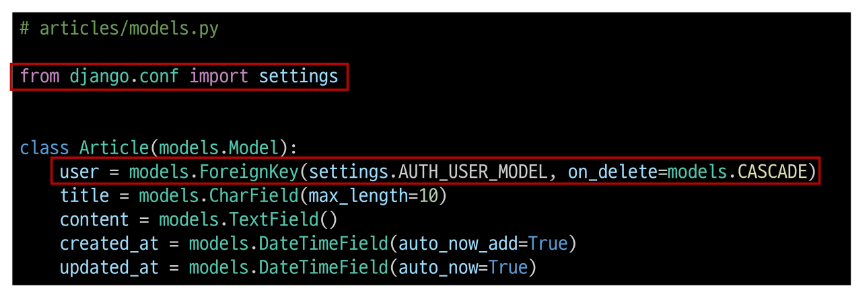 # articles/models.py
from django.conf import settings
class Article(models.Model):
    user = models.ForeignKey(settings.AUTH_USER_MODEL, on_delete=models.CASCADE)
    title = models.CharField(max_length=10)
    content = models.TextField()
    created_at = models.DateTimeField(auto_now_add=True)
    updated_at = models.DateTimeField(auto_now=True)